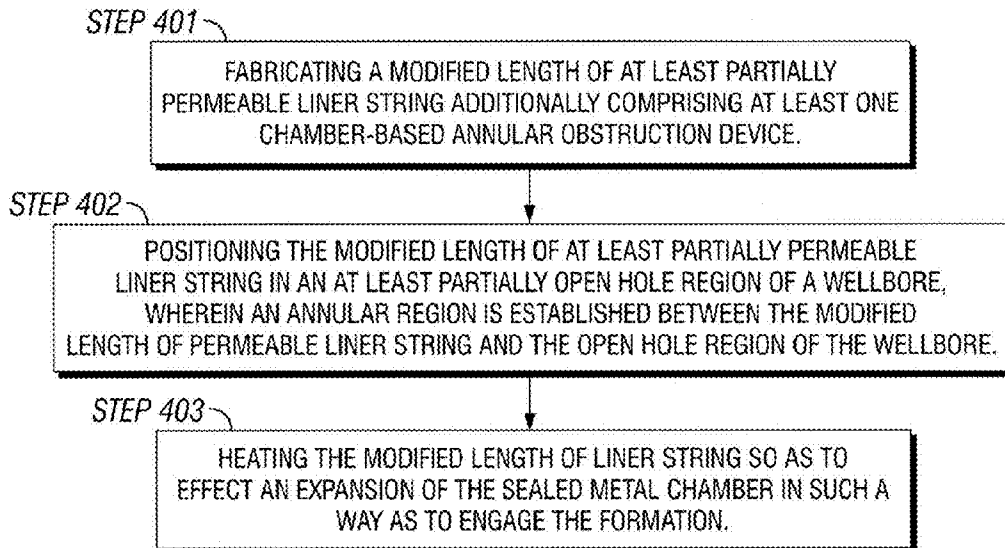 STEP 401
FABRICATING A MODIFIED LENGTH OF AT LEAST PARTIALLY
PERMEABLE LINER STRING ADDITIONALLY COMPRISING AT LEAST ONE
CHAMBER-BASED ANNULAR OBSTRUCTION DEVICE.
STEP 402
POSITIONING THE MODIFIED LENGTH OF AT LEAST PARTIALLY PERMEABLE
LINER STRING IN AN AT LEAST PARTIALLY OPEN HOLE REGION OF A WELLBORE,
WHEREIN AN ANNULAR REGION IS ESTABLISHED BETWEEN THE MODIFIED
LENGTH OF PERMEABLE LINER STRING AND THE OPEN HOLE REGION OF THE WELLBORE.
STEP 403
HEATING THE MODIFIED LENGTH OF LINER STRING SO AS TO
EFFECT AN EXPANSION OF THE SEALED METAL CHAMBER IN SUCH A
WAY AS TO ENGAGE THE FORMATION.